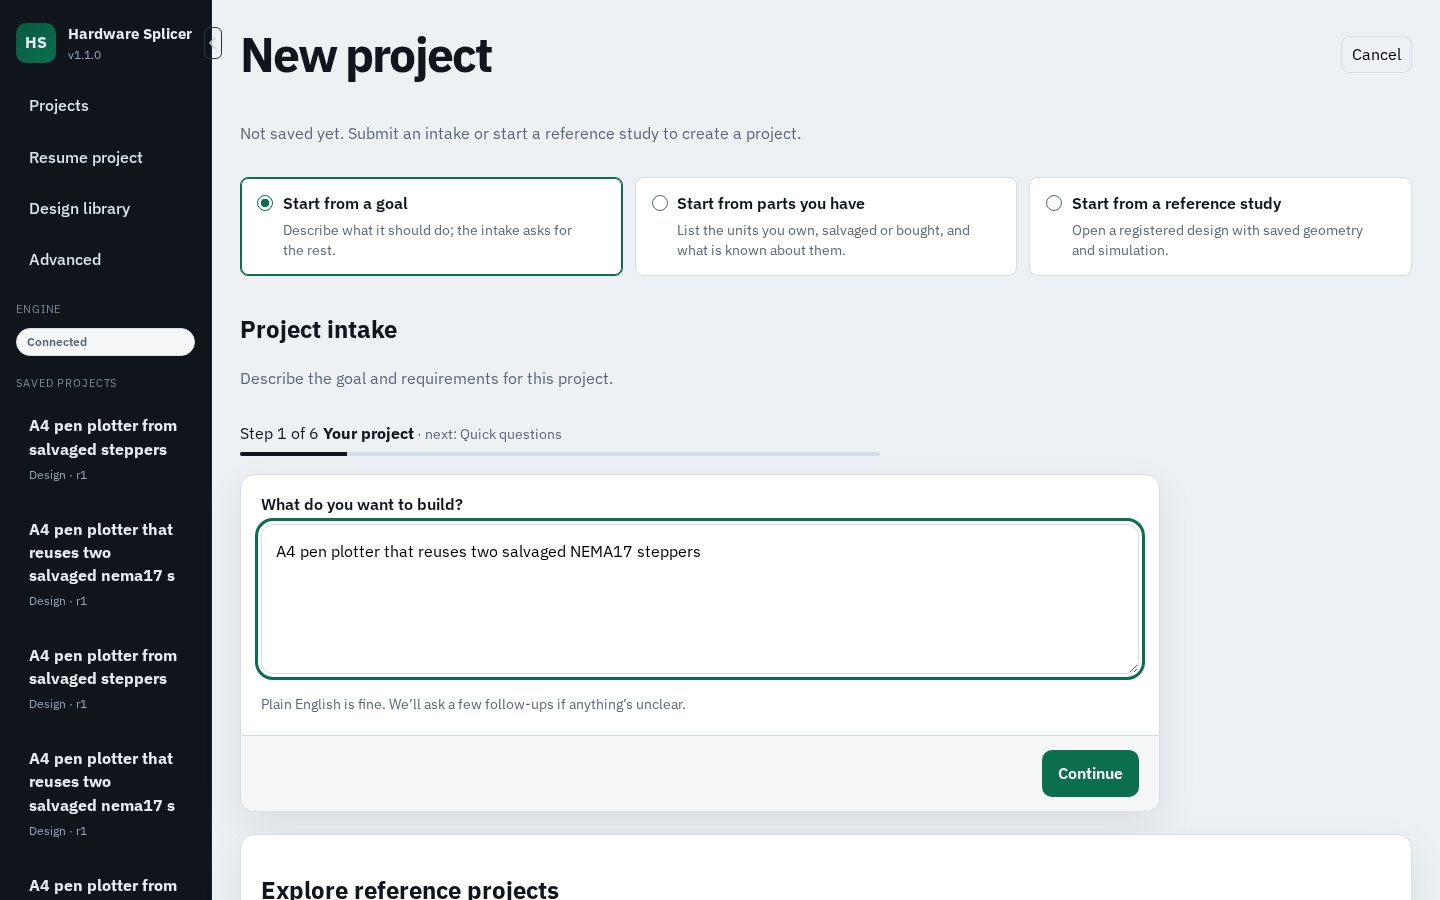 HS
Hardware Splicer
v1.1.0
Projects
Resume project
Design library
Advanced
ENGINE
Connected
SAVED PROJECTS
A4 pen plotter from
salvaged steppers
Design · r1
A4 pen plotter that
reuses two
salvaged nema17 s
Design · r1
A4 pen plotter from
salvaged steppers
Design · r1
A4 pen plotter that
reuses two
salvaged nema17 s
Design · r1
A4 pen plotter from
New project
Cancel
Not saved yet. Submit an intake or start a reference study to create a project.
Start from a goal
Describe what it should do; the intake asks for
the rest.
Start from parts you have
List the units you own, salvaged or bought, and
what is known about them.
Start from a reference study
Open a registered design with saved geometry
and simulation.
Project intake
Describe the goal and requirements for this project.
Step 1 of 6 Your project · next: Quick questions
What do you want to build?
A4 pen plotter that reuses two salvaged NEMA17 steppers
Plain English is fine. We’ll ask a few follow-ups if anything’s unclear.
Continue
Explore reference projects